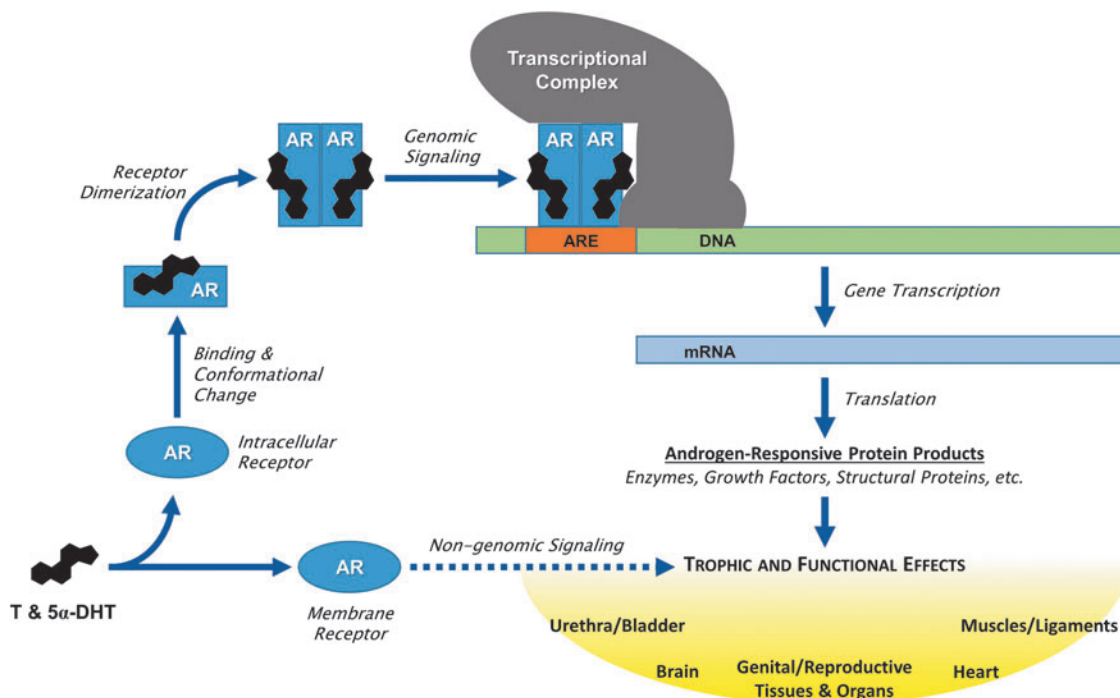 Transcriptional
Complex
AR
AR
Genomic
Signaling
AR
AR
Receptor
Dimerization
ARE
DNA
AR
Gene Transcription
mRNA
Binding &
Conformational
Change
Translation
AR
Intracellular
Receptor
Androgen-Responsive Protein Products
Enzymes, Growth Factors, Structural Proteins, etc.
Non-genomic Signaling
TROPHIC AND FUNCTIONAL EFFECTS
AR
T & 5α-DHT
Membrane
Receptor
Urethra/Bladder
Muscles/Ligaments
Brain
Genital/Reproductive
Tissues & Organs
Heart